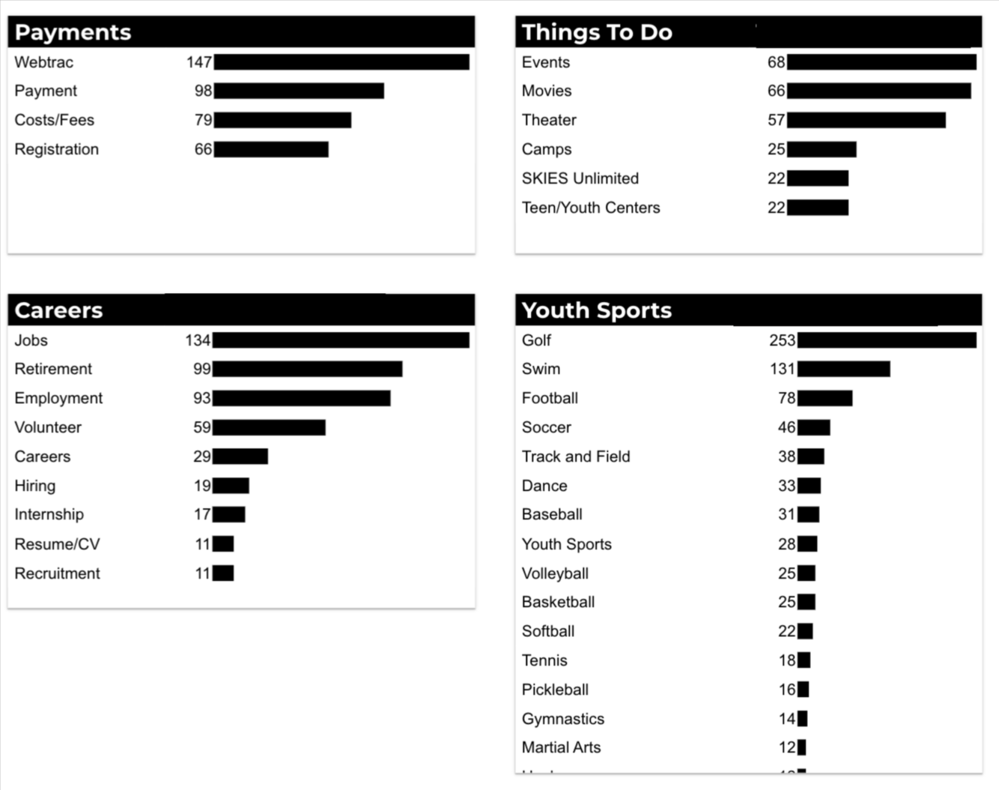 Payments
Webtrac 147
Payment 98
Costs/Fees 79
Registration 66
Things To Do
Events 68
Movies 66
Theater 57
Camps 25
SKIES Unlimited 22
Teen/Youth Centers 22
Careers
Jobs 134
Retirement 99
Employment 93
Volunteer 59
Careers 29
Hiring 19
Internship 17
Resume/CV 11
Recruitment 11
Youth Sports
Golf 253
Swim 131
Football 78
Soccer 46
Track and Field 38
Dance 33
Baseball 31
Youth Sports 28
Volleyball 25
Basketball 25
Softball 22
Tennis 18
Pickleball 16
Gymnastics 14
Martial Arts 12